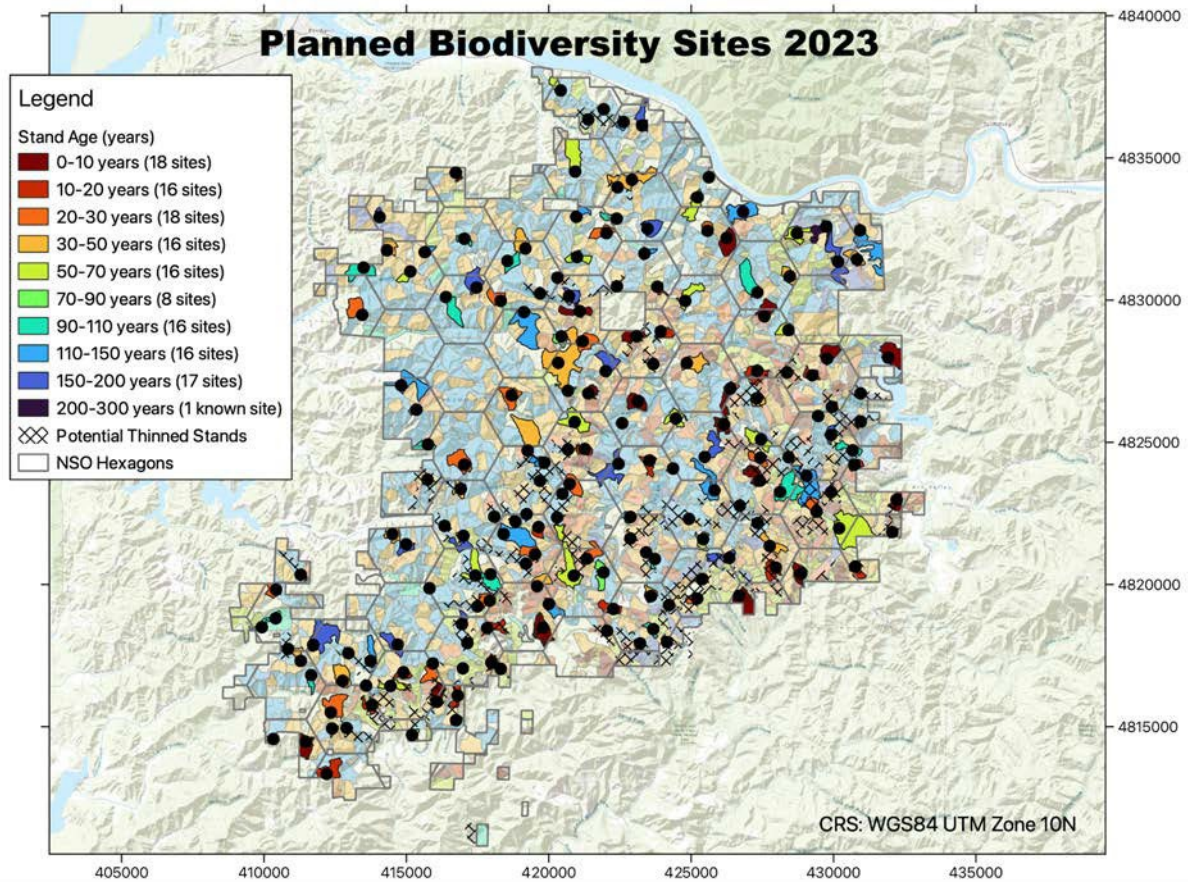 Planned Biodiversity Sites 2023
Legend
Stand Age (years)
0-10 years (18 sites)
10-20 years (16 sites)
20-30 years (18 sites)
30-50 years (16 sites)
50-70 years (16 sites)
70-90 years (8 sites)
90-110 years (16 sites)
110-150 years (16 sites)
150-200 years (17 sites)
200-300 years (1 known site)
Potential Thinned Stands
NSO Hexagons
4840000
4835000
4830000
4825000
4820000
4815000
CRS: WGS84 UTM Zone 10N
405000 410000 415000 420000 425000 430000 435000